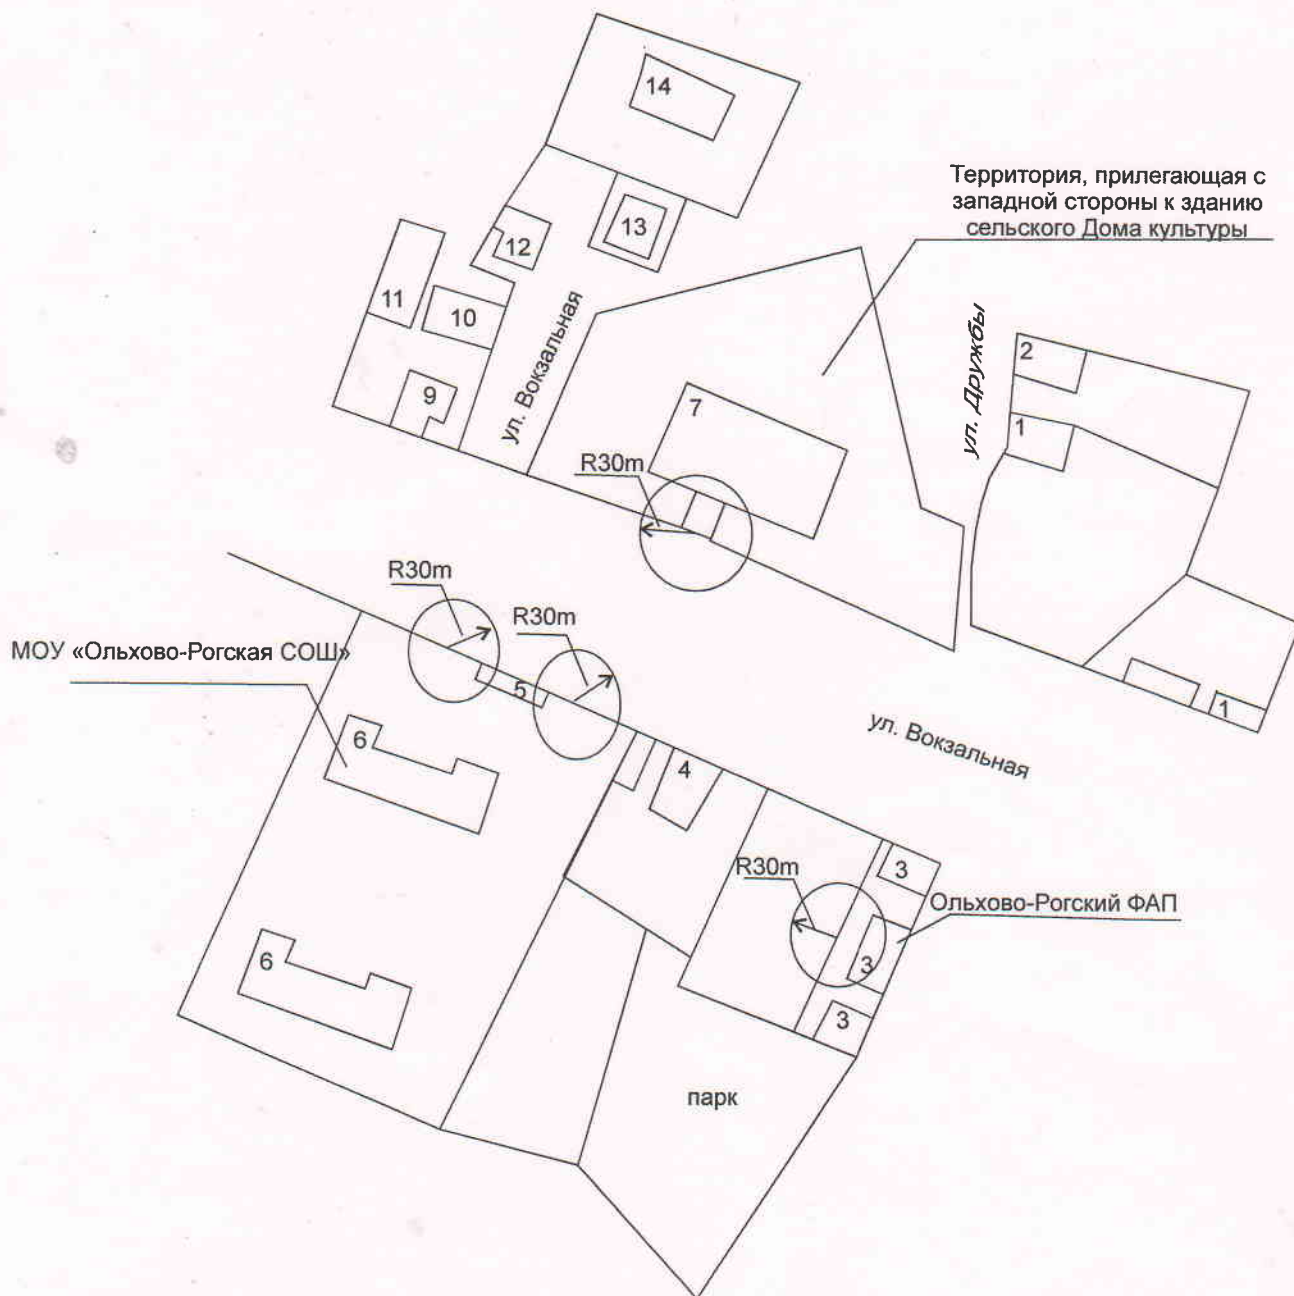 14
Территория, прилегающая с
западной стороны к зданию
сельского Дома культуры
13
12
11
10
ул. Вокзальная
9
7
ул. Дружбы
2
1
R30m
R30m
R30m
МОУ «Ольхово-Рогская СОШ»
5
6
4
ул. Вокзальная
1
R30m
3
Ольхово-Рогский ФАП
3
6
3
парк